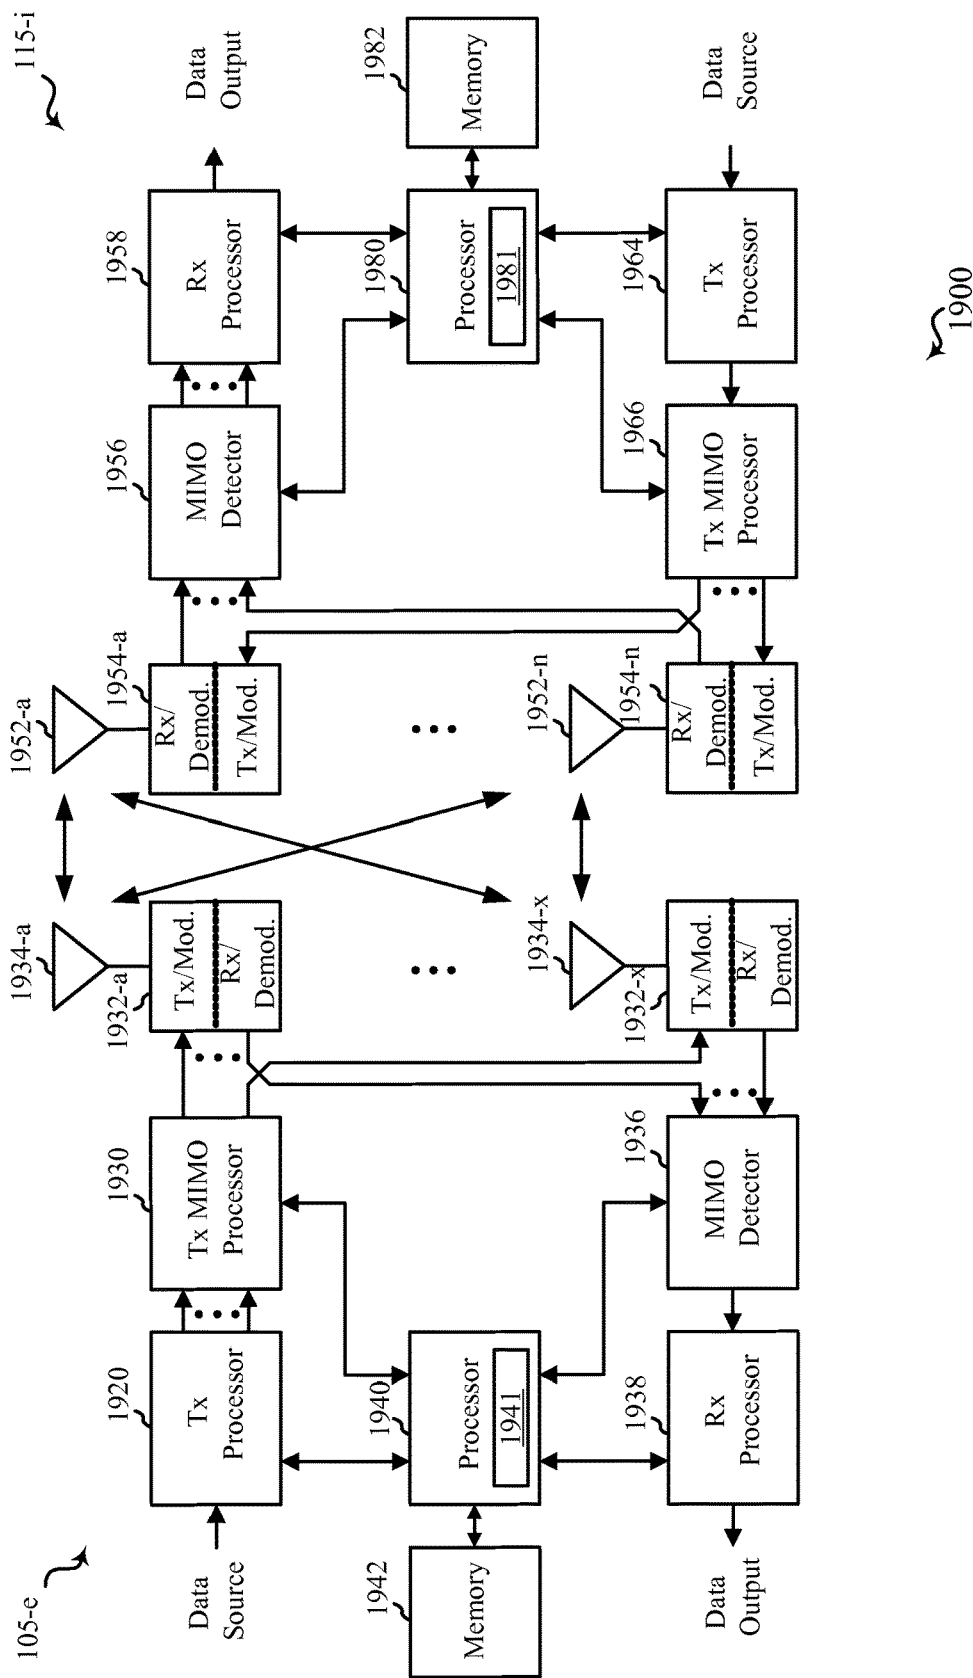 105-e
115-i
Data
Source
1920
Tx
Processor
1930
Tx MIMO
Processor
1932-a
Tx/Mod.
Rx/
Demod.
1934-a
1952-a
1954-a
Rx/
Demod.
Tx/Mod.
1956
MIMO
Detector
1958
Rx
Processor
Data
Output
1942
Memory
1940
Processor
1941
1980
Processor
1981
1982
Memory
Data
Output
1938
Rx
Processor
1936
MIMO
Detector
1932-x
Tx/Mod.
Rx/
Demod.
1934-x
1952-n
1954-n
Rx/
Demod.
Tx/Mod.
1966
Tx MIMO
Processor
1964
Tx
Processor
Data
Source
1900